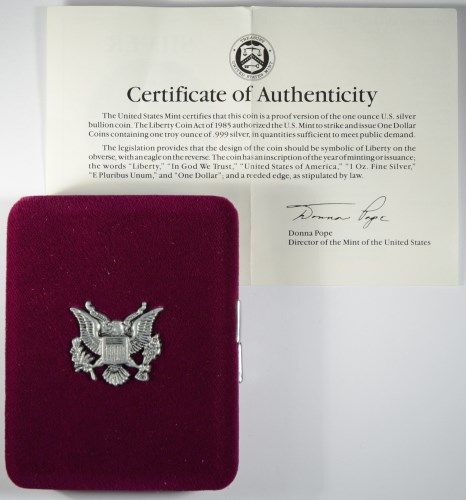 Certificate of Authenticity
The United States Mint certifies that this coin is a proof version of the one ounce U.S. silver
bullion coin. The Liberty Coin Act of 1985 authorized the U.S. Mint to strike and issue One Dollar
Coins containing one troy ounce of .999 silver, in quantities sufficient to meet public demand.
The legislation provides that the design of the coin should be symbolic of Liberty on the
obverse, with an eagle on the reverse. The coin has an inscription of the year of minting or issuance,
the words "Liberty," "In God We Trust," "United States of America," "1 Oz. Fine Silver,"
"E Pluribus Unum," and "One Dollar"; and a reeded edge, as stipulated by law.
Donna Pope
Donna Pope
Director of the Mint of the United States